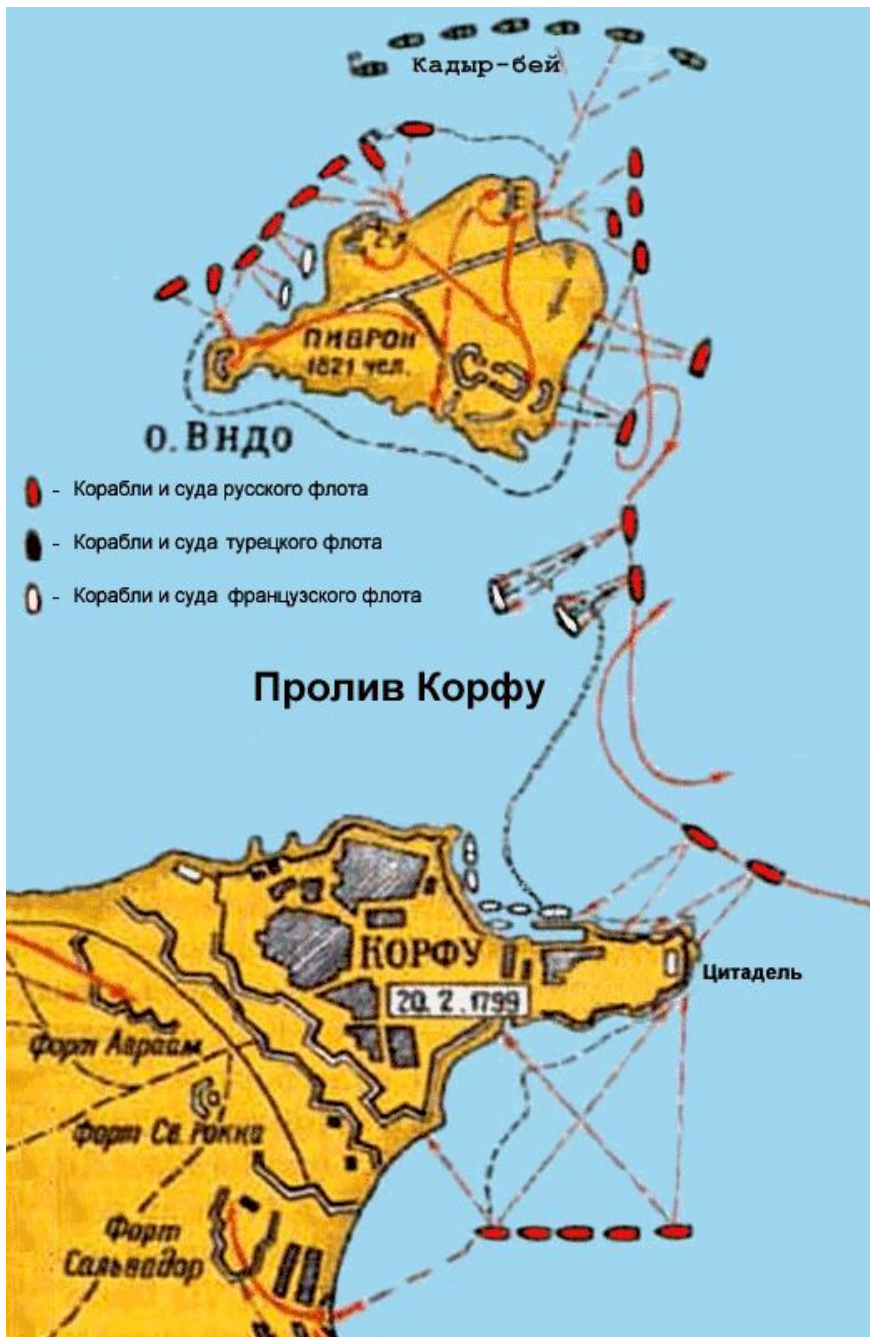 Кадыр-бей
ПИВРОН
1821 чел.
о. Видо
- Корабли и суда русского флота
- Корабли и суда турецкого флота
- Корабли и суда французского флота
Пролив Корфу
КОРФУ
20. 2. 1799
Цитадель
Форт Авраам
Форт Св. Рокка
Форт
Сальвадор